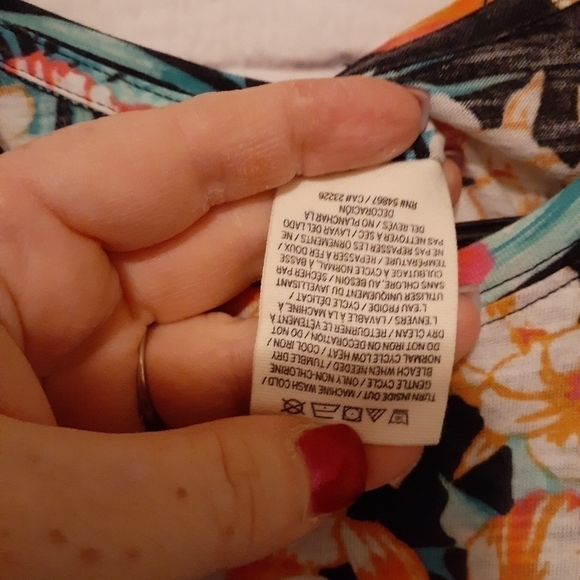 TURN INSIDE OUT / MACHINE WASH COLD /
GENTLE CYCLE / ONLY NON-CHLORINE
BLEACH WHEN NEEDED / TUMBLE DRY
NORMAL CYCLE LOW HEAT / COOL IRON /
DO NOT IRON ON DECORATION / DO NOT
DRY CLEAN / RETOURNER LE VÊTEMENT À
L'ENVERS / LAVABLE À LA MACHINE À
L'EAU FROIDE / CYCLE DÉLICAT /
UTILISER UNIQUEMENT DU JAVELLISANT
SANS CHLORE, AU BESOIN / SÉCHER PAR
CULBUTAGE À CYCLE NORMAL, À BASSE
TEMPÉRATURE / REPASSER À FER DOUX /
NE PAS REPASSER LES ORNEMENTS / NE
PAS NETTOYER À SEC / LAVAR DEL LADO
DEL REVÉS / NO PLANCHAR LA
DECORACIÓN
RN# 54867 / CA# 23226